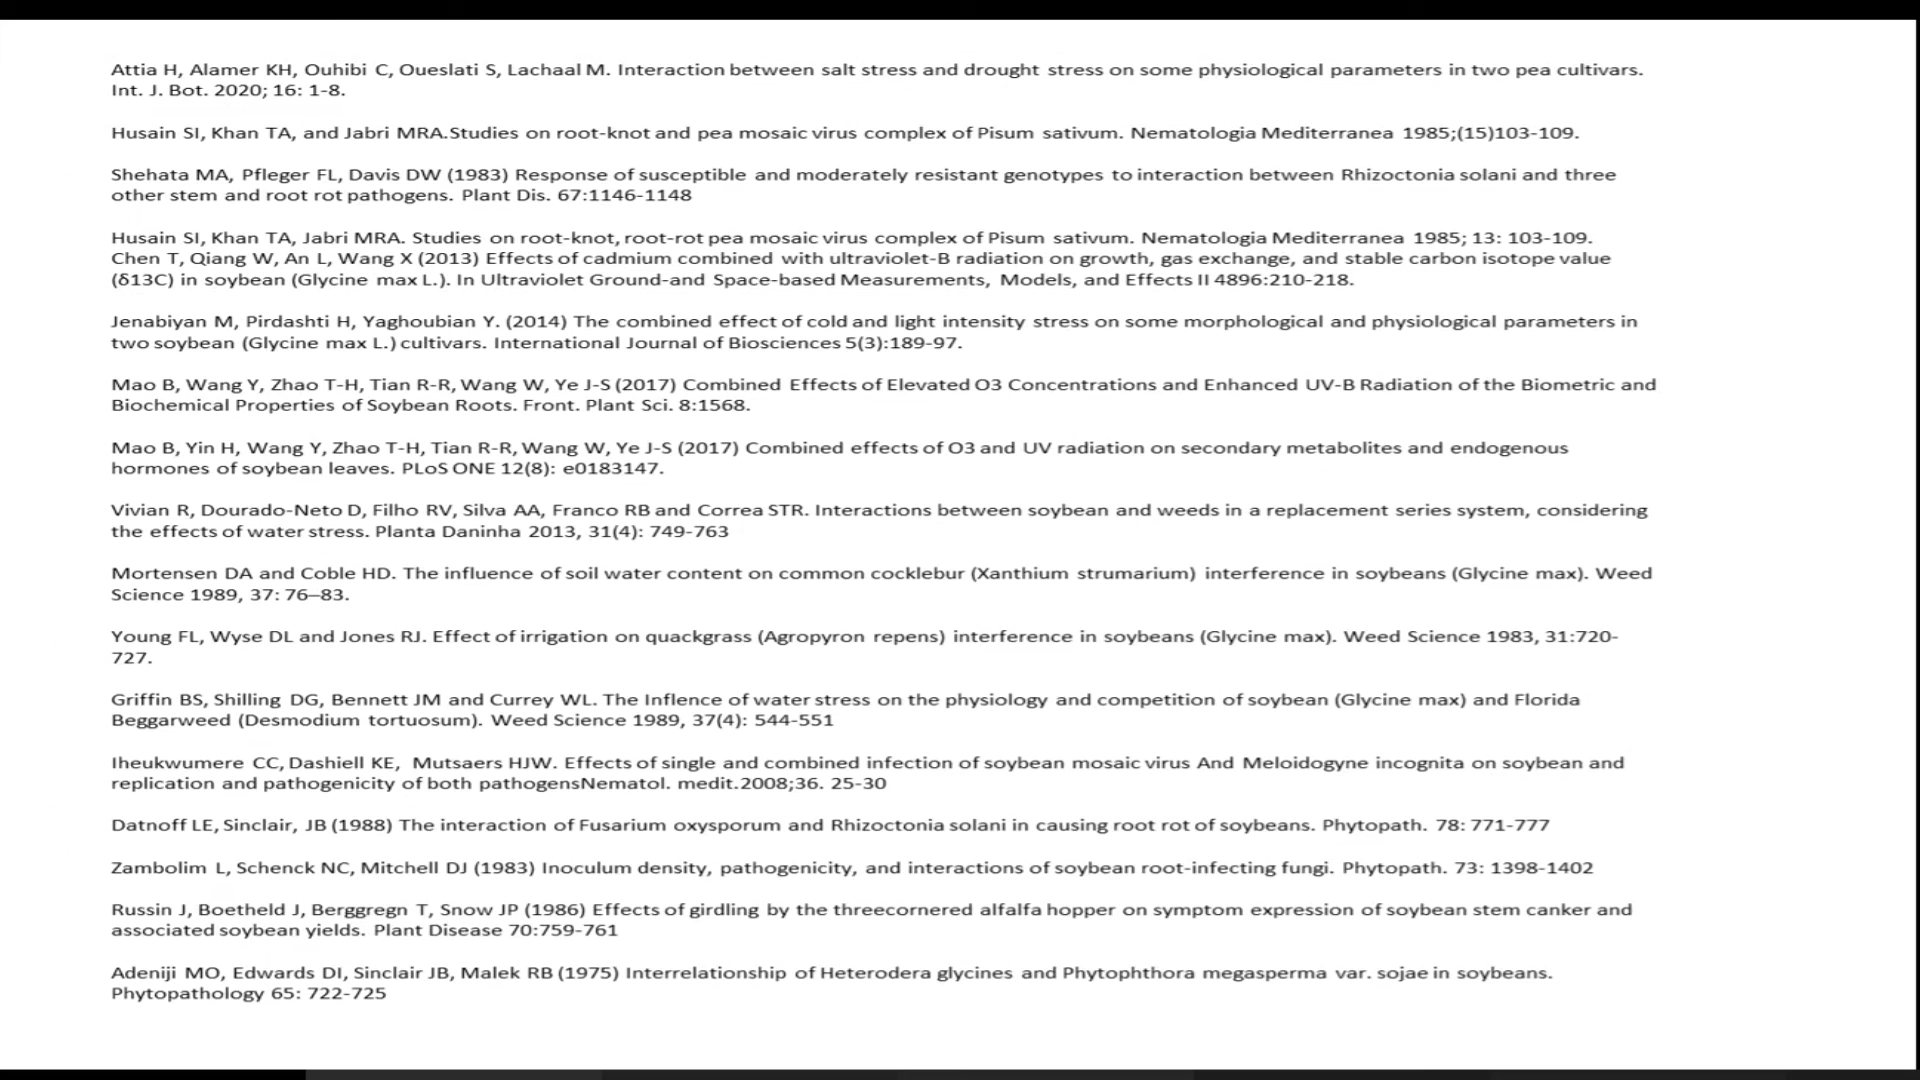 Attia H, Alamer KH, Ouhibi C, Oueslati S, Lachaal M. Interaction between salt stress and drought stress on some physiological parameters in two pea cultivars.
Int. J. Bot. 2020; 16: 1-8.
Husain SI, Khan TA, and Jabri MRA.Studies on root-knot and pea mosaic virus complex of Pisum sativum. Nematologia Mediterranea 1985;(15)103-109.
Shehata MA, Pfleger FL, Davis DW (1983) Response of susceptible and moderately resistant genotypes to interaction between Rhizoctonia solani and three
other stem and root rot pathogens. Plant Dis. 67:1146-1148
Husain SI, Khan TA, Jabri MRA. Studies on root-knot, root-rot pea mosaic virus complex of Pisum sativum. Nematologia Mediterranea 1985; 13: 103-109.
Chen T, Qiang W, An L, Wang X (2013) Effects of cadmium combined with ultraviolet-B radiation on growth, gas exchange, and stable carbon isotope value
(δ13C) in soybean (Glycine max L.). In Ultraviolet Ground-and Space-based Measurements, Models, and Effects II 4896:210-218.
Jenabiyan M, Pirdashti H, Yaghoubian Y. (2014) The combined effect of cold and light intensity stress on some morphological and physiological parameters in
two soybean (Glycine max L.) cultivars. International Journal of Biosciences 5(3):189-97.
Mao B, Wang Y, Zhao T-H, Tian R-R, Wang W, Ye J-S (2017) Combined Effects of Elevated O3 Concentrations and Enhanced UV-B Radiation of the Biometric and
Biochemical Properties of Soybean Roots. Front. Plant Sci. 8:1568.
Mao B, Yin H, Wang Y, Zhao T-H, Tian R-R, Wang W, Ye J-S (2017) Combined effects of O3 and UV radiation on secondary metabolites and endogenous
hormones of soybean leaves. PLoS ONE 12(8): e0183147.
Vivian R, Dourado-Neto D, Filho RV, Silva AA, Franco RB and Correa STR. Interactions between soybean and weeds in a replacement series system, considering
the effects of water stress. Planta Daninha 2013, 31(4): 749-763
Mortensen DA and Coble HD. The influence of soil water content on common cocklebur (Xanthium strumarium) interference in soybeans (Glycine max). Weed
Science 1989, 37: 76–83.
Young FL, Wyse DL and Jones RJ. Effect of irrigation on quackgrass (Agropyron repens) interference in soybeans (Glycine max). Weed Science 1983, 31:720-
727.
Griffin BS, Shilling DG, Bennett JM and Currey WL. The Inflence of water stress on the physiology and competition of soybean (Glycine max) and Florida
Beggarweed (Desmodium tortuosum). Weed Science 1989, 37(4): 544-551
Iheukwumere CC, Dashiell KE, Mutsaers HJW. Effects of single and combined infection of soybean mosaic virus And Meloidogyne incognita on soybean and
replication and pathogenicity of both pathogensNematol. medit.2008;36. 25-30
Datnoff LE, Sinclair, JB (1988) The interaction of Fusarium oxysporum and Rhizoctonia solani in causing root rot of soybeans. Phytopath. 78: 771-777
Zambolim L, Schenck NC, Mitchell DJ (1983) Inoculum density, pathogenicity, and interactions of soybean root-infecting fungi. Phytopath. 73: 1398-1402
Russin J, Boetheld J, Berggregn T, Snow JP (1986) Effects of girdling by the threecornered alfalfa hopper on symptom expression of soybean stem canker and
associated soybean yields. Plant Disease 70:759-761
Adeniji MO, Edwards DI, Sinclair JB, Malek RB (1975) Interrelationship of Heterodera glycines and Phytophthora megasperma var. sojae in soybeans.
Phytopathology 65: 722-725